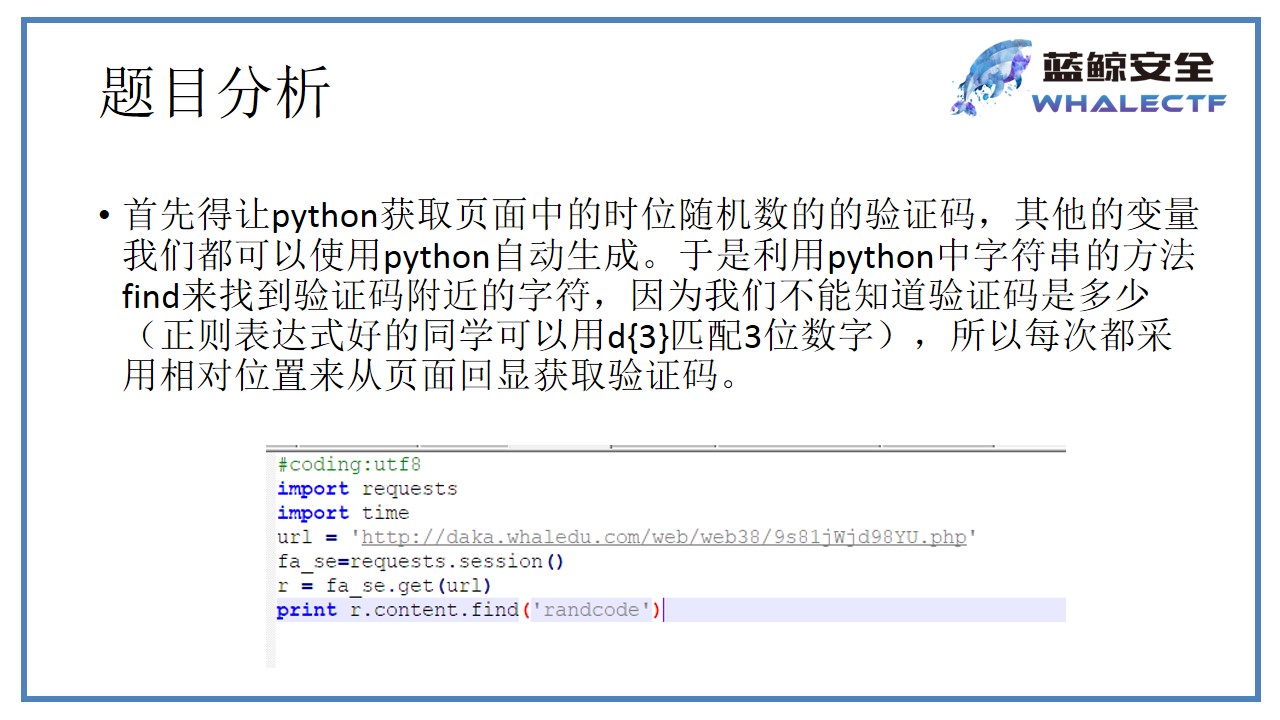 题目分析
蓝鲸安全
WHALECTF
• 首先得让python获取页面中的时位随机数的的验证码，其他的变量
我们都可以使用python自动生成。于是利用python中字符串的方法
find来找到验证码附近的字符，因为我们不能知道验证码是多少
（正则表达式好的同学可以用d{3}匹配3位数字），所以每次都采
用相对位置来从页面回显获取验证码。
#coding:utf8
import requests
import time
url = 'http://daka.whaledu.com/web/web38/9s81jWjd98YU.php'
fa_se=requests.session()
r = fa_se.get(url)
print r.content.find('randcode')